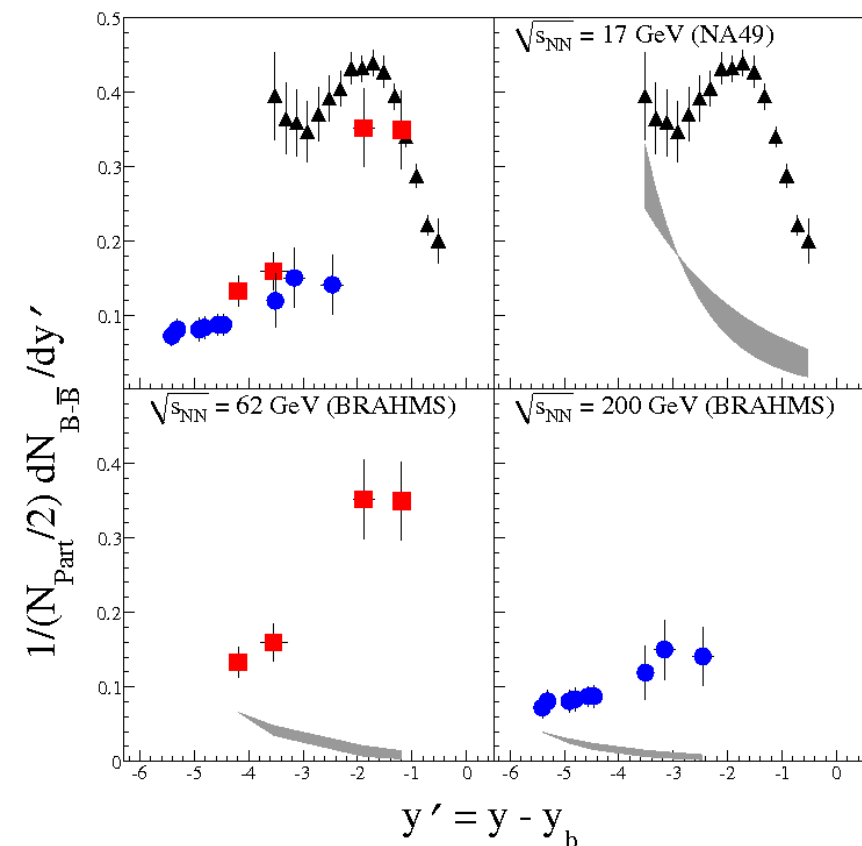 0.5
0.4
0.3
0.2
0.1
√s_NN = 17 GeV (NA49)
√s_NN = 62 GeV (BRAHMS)
√s_NN = 200 GeV (BRAHMS)
0.4
0.3
0.2
0.1
0
-6 -5 -4 -3 -2 -1 0
-6 -5 -4 -3 -2 -1 0
1/(N_Part/2) dN_B-B̅/dy′
y′ = y - y_b